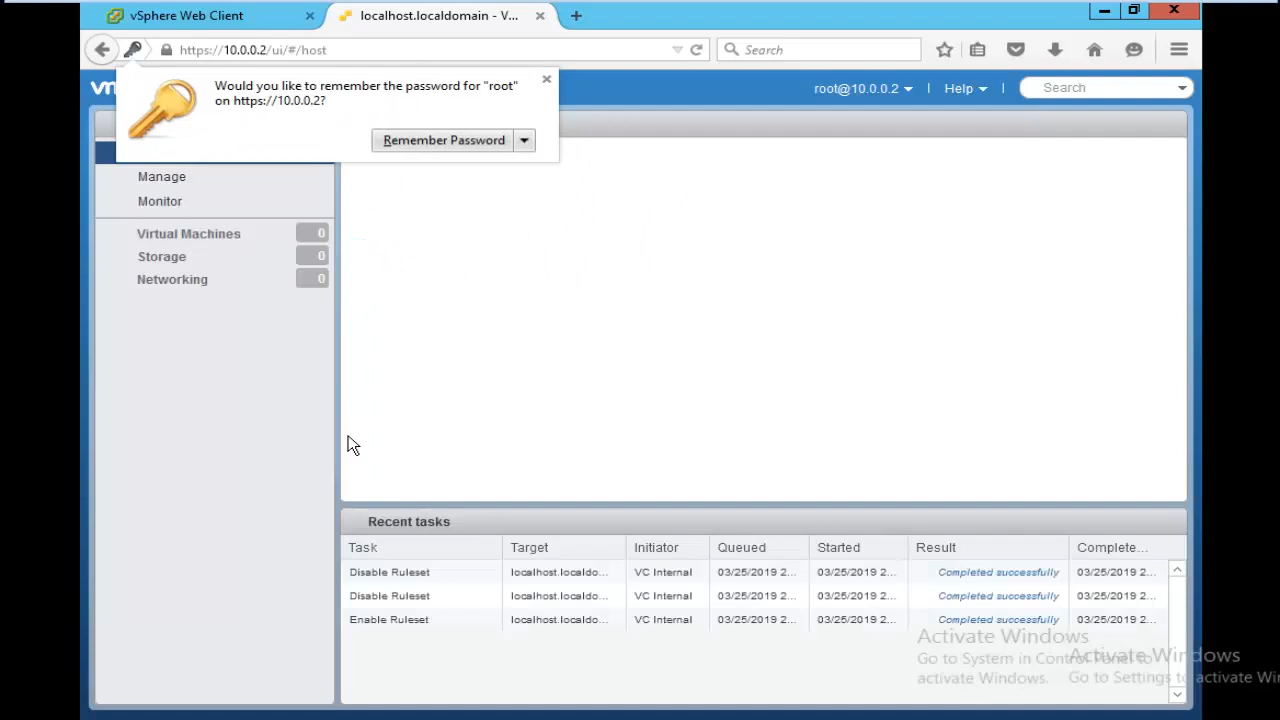 vSphere Web Client
localhost.localdomain - V...
https://10.0.0.2/ui/#/host
Search
Would you like to remember the password for "root"
on https://10.0.0.2?
Remember Password
root@10.0.0.2
Help
Search
Manage
Monitor
Virtual Machines 0
Storage 0
Networking 0
Recent tasks
Task Target Initiator Queued Started Result Complete...
Disable Ruleset localhost.localdo... VC Internal 03/25/2019 2... 03/25/2019 2... Completed successfully 03/25/2019 2...
Disable Ruleset localhost.localdo... VC Internal 03/25/2019 2... 03/25/2019 2... Completed successfully 03/25/2019 2...
Enable Ruleset localhost.localdo... VC Internal 03/25/2019 2... 03/25/2019 2... Completed successfully 03/25/2019 2...
Activate Windows
Go to System in Control Panel to
activate Windows.
Activate Windows
Go to Settings to activate Win